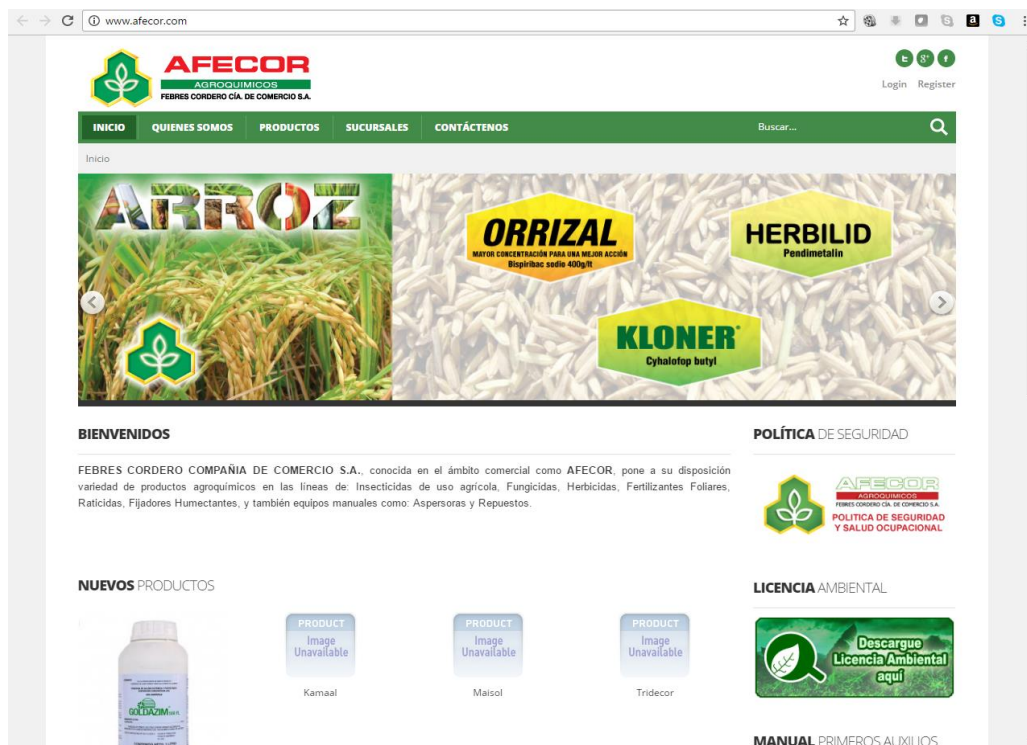 www.afecor.com
AFECOR
AGROQUIMICOS
FEBRES CORDERO CÍA. DE COMERCIO S.A.
Login Register
INICIO QUIENES SOMOS PRODUCTOS SUCURSALES CONTÁCTENOS Buscar...
Inicio
ARROZ
ORRIZAL
MAYOR CONCENTRACIÓN PARA UNA MEJOR ACCIÓN
Bispiribac sodio 400g/lt
HERBILID
Pendimetalin
KLONER®
Cyhalofop butyl
BIENVENIDOS
FEBRES CORDERO COMPAÑIA DE COMERCIO S.A., conocida en el ámbito comercial como AFECOR, pone a su disposición
variedad de productos agroquímicos en las líneas de: Insecticidas de uso agrícola, Fungicidas, Herbicidas, Fertilizantes Foliares,
Raticidas, Fijadores Humectantes, y también equipos manuales como: Aspersoras y Repuestos.
POLÍTICA DE SEGURIDAD
AFECOR
AGROQUIMICOS
FEBRES CORDERO CÍA. DE COMERCIO S.A.
POLITICA DE SEGURIDAD
Y SALUD OCUPACIONAL
NUEVOS PRODUCTOS
GOLDAZIM
PRODUCT
Image
Unavailable
Kamaal
PRODUCT
Image
Unavailable
Maisol
PRODUCT
Image
Unavailable
Tridecor
LICENCIA AMBIENTAL
Descargue
Licencia Ambiental
aquí
MANUAL PRIMEROS AUXILIOS